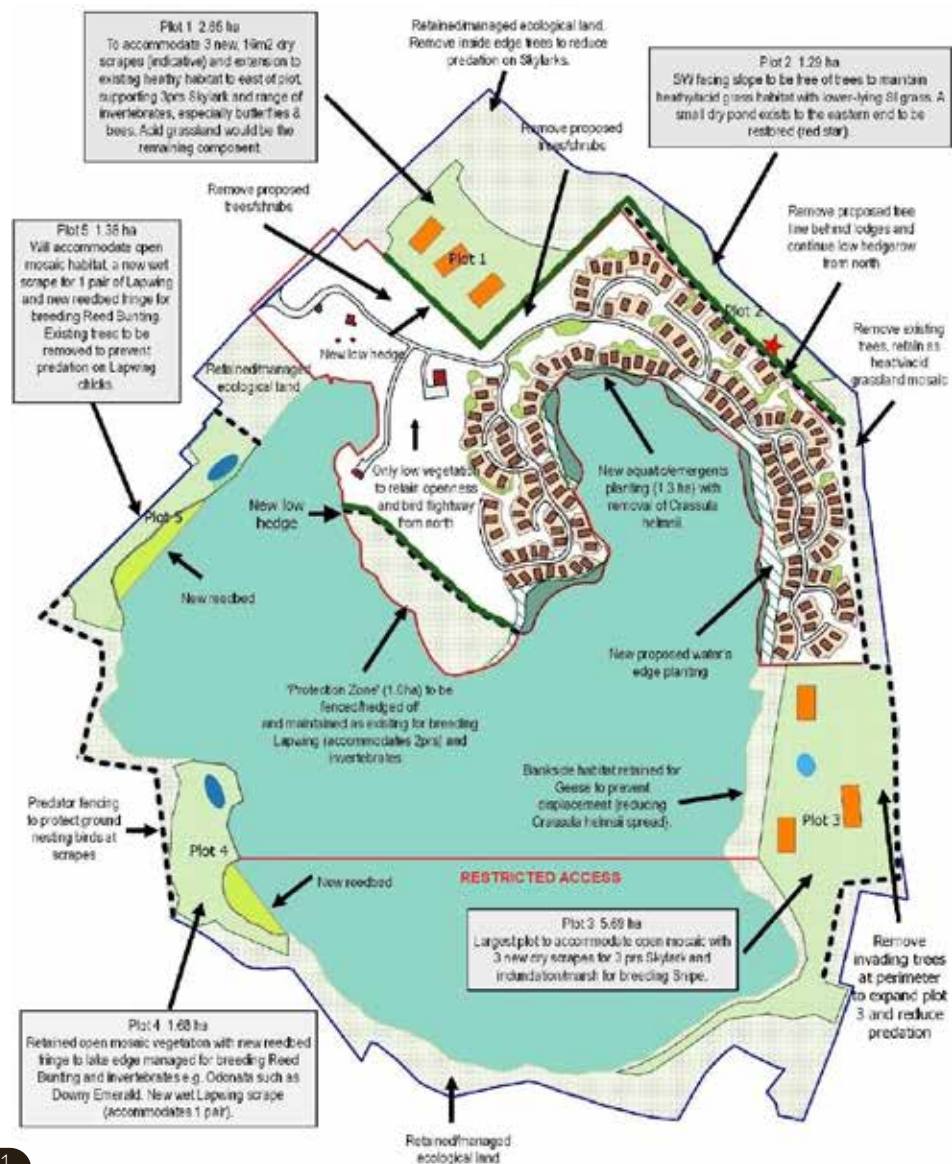 Plot 1 2.65 ha
To accommodate 3 new, 16m2 dry
scrapes (indicative) and extension to
existing heathy habitat to east of plot,
supporting 3prs Skylark and range of
invertebrates, especially butterflies &
bees. Acid grassland would be the
remaining component.
Retained/managed ecological land.
Remove inside edge trees to reduce
predation on Skylarks.
Plot 2 1.29 ha
SW facing slope to be free of trees to maintain
heathy/acid grass habitat with lower-lying SI grass. A
small dry pond exists to the eastern end to be
restored (red star).
Remove proposed
trees/shrubs
Remove proposed
trees/shrubs
Plot 5 1.36 ha
Will accommodate open
mosaic habitat, a new wet
scrape for 1 pair of Lapwing
and new reedbed fringe for
breeding Reed Bunting.
Existing trees to be
removed to prevent
predation on Lapwing
chicks.
Remove proposed tree
line behind lodges and
continue low hedgerow
from north
Plot 1
Plot 2
Remove existing
trees, retain as
heath/acid
grassland mosaic
New low hedge
Retained/managed
ecological land
Only low vegetation
to retain openness
and bird flightway
from north
New aquatic/emergents
planting (1.3 ha) with
removal of Crassula
helmsii.
Plot 5
New low
hedge
New reedbed
New proposed water's
edge planting
'Protection Zone' (1.0ha) to be
fenced/hedged off
and maintained as existing for breeding
Lapwing (accommodates 2prs) and
invertebrates
Bankside habitat retained for
Geese to prevent
displacement (reducing
Crassula helmsii spread).
Predator fencing
to protect ground
nesting birds at
scrapes
Plot 3
Plot 4
New reedbed
RESTRICTED ACCESS
Plot 3 5.69 ha
Largest plot to accommodate open mosaic with
3 new dry scrapes for 3 prs Skylark and
indundation/marsh for breeding Snipe.
Remove
invading trees
at perimeter
to expand plot
3 and reduce
predation
Plot 4 1.68 ha
Retained open mosaic vegetation with new reedbed
fringe to lake edge managed for breeding Reed
Bunting and invertebrates e.g. Odonata such as
Downy Emerald. New wet Lapwing scrape
(accommodates 1 pair).
Retained/managed
ecological land
1